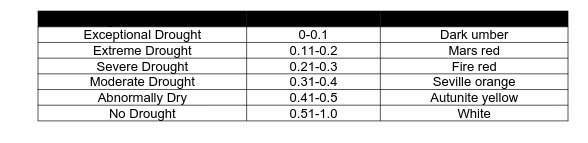 Exceptional Drought 0-0.1 Dark umber
Extreme Drought 0.11-0.2 Mars red
Severe Drought 0.21-0.3 Fire red
Moderate Drought 0.31-0.4 Seville orange
Abnormally Dry 0.41-0.5 Autunite yellow
No Drought 0.51-1.0 White